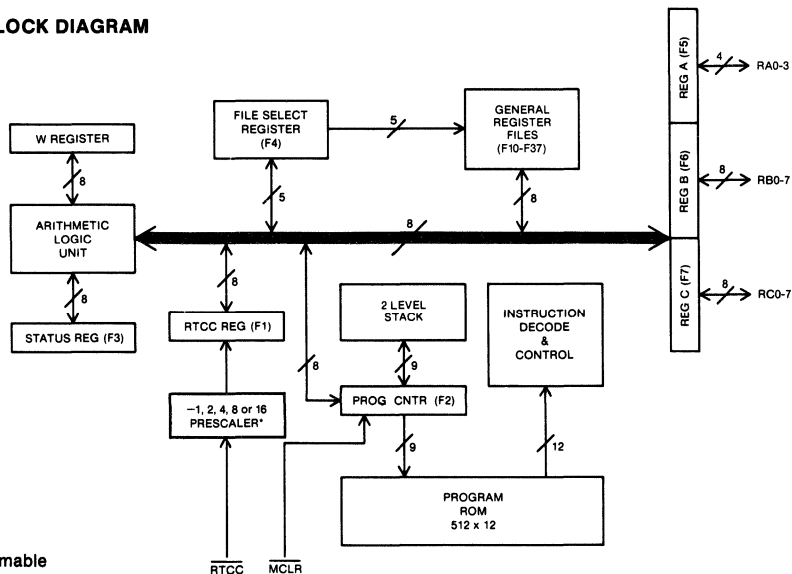 LOCK DIAGRAM
W REGISTER
8
ARITHMETIC
LOGIC
UNIT
8
STATUS REG (F3)
FILE SELECT
REGISTER
(F4)
5
5
GENERAL
REGISTER
FILES
(F10-F37)
8
8
REG A (F5)
4
RA0-3
REG B (F6)
8
RB0-7
REG C (F7)
8
RC0-7
8
RTCC REG (F1)
−1, 2, 4, 8 or 16
PRESCALER*
8
2 LEVEL
STACK
9
PROG CNTR (F2)
9
INSTRUCTION
DECODE
&
CONTROL
12
PROGRAM
ROM
512 x 12
mable
RTCC
MCLR